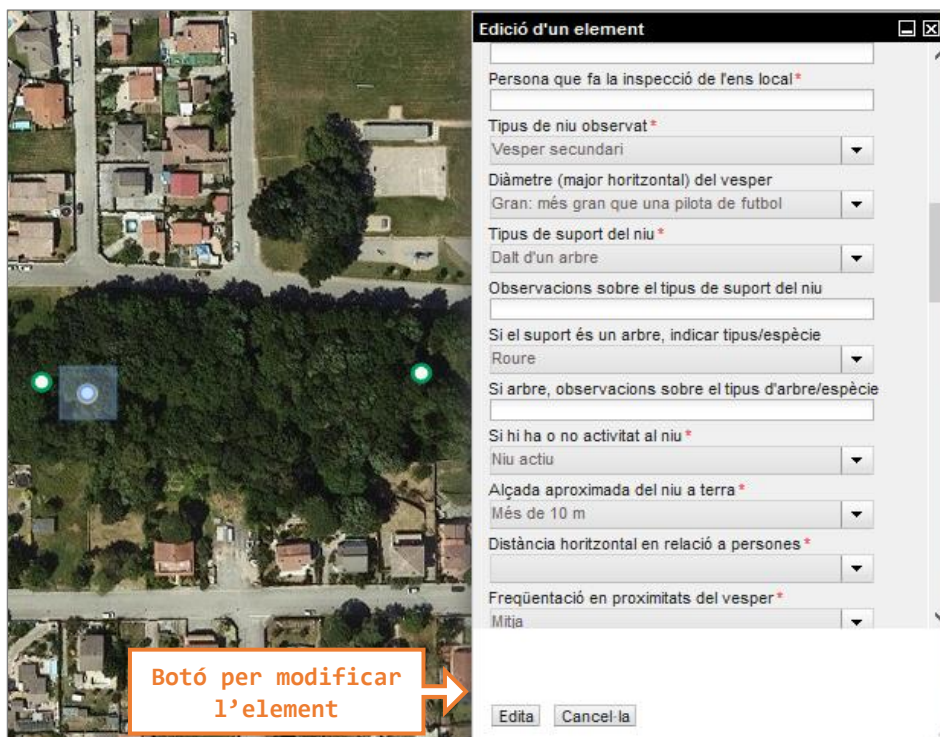 Edició d'un element
Persona que fa la inspecció de l'ens local*
Tipus de niu observat*
Vesper secundari
Diàmetre (major horitzontal) del vesper
Gran: més gran que una pilota de futbol
Tipus de suport del niu*
Dalt d'un arbre
Observacions sobre el tipus de suport del niu
Si el suport és un arbre, indicar tipus/espècie
Roure
Si arbre, observacions sobre el tipus d'arbre/espècie
Si hi ha o no activitat al niu*
Niu actiu
Alçada aproximada del niu a terra*
Més de 10 m
Distància horitzontal en relació a persones*
Freqüentació en proximitats del vesper*
Mitja
Botó per modificar
l’element
Edita Cancel·la